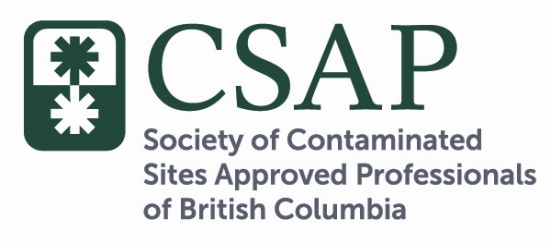 CSAP
Society of Contaminated
Sites Approved Professionals
of British Columbia